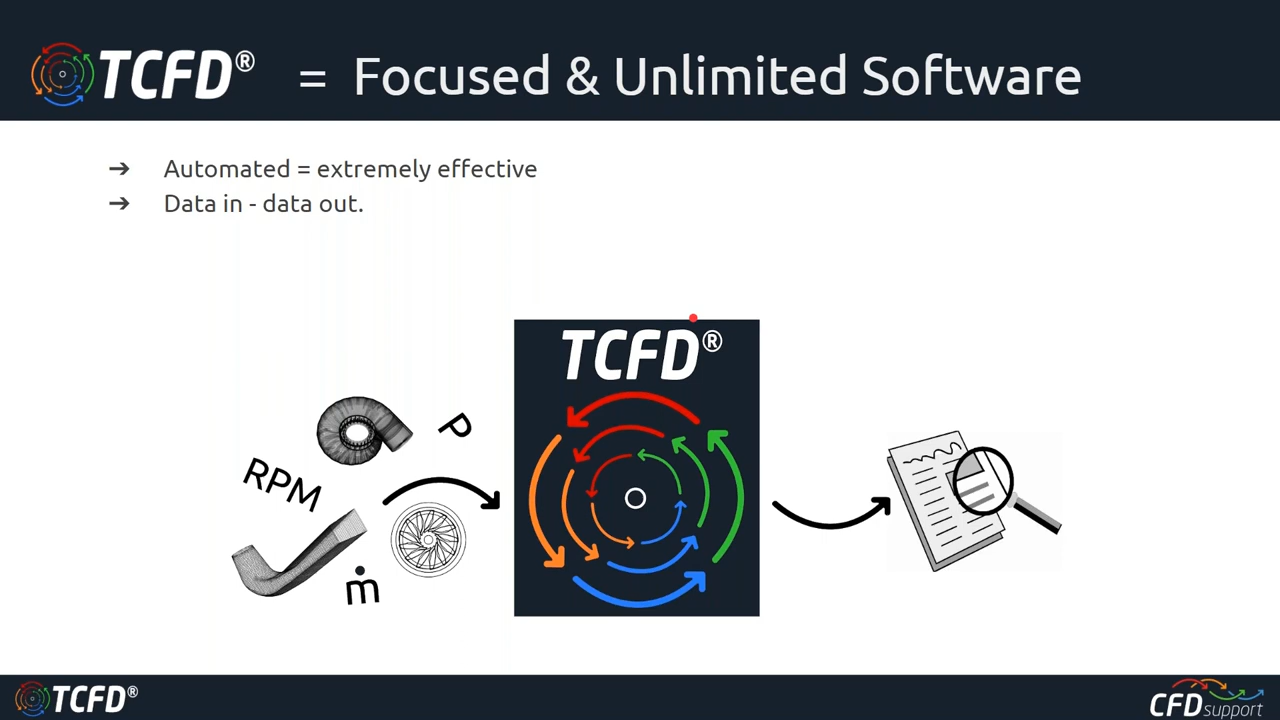 TCFD® = Focused & Unlimited Software
➔ Automated = extremely effective
➔ Data in - data out.
TCFD®
P
RPM
ṁ
TCFD®
CFD support